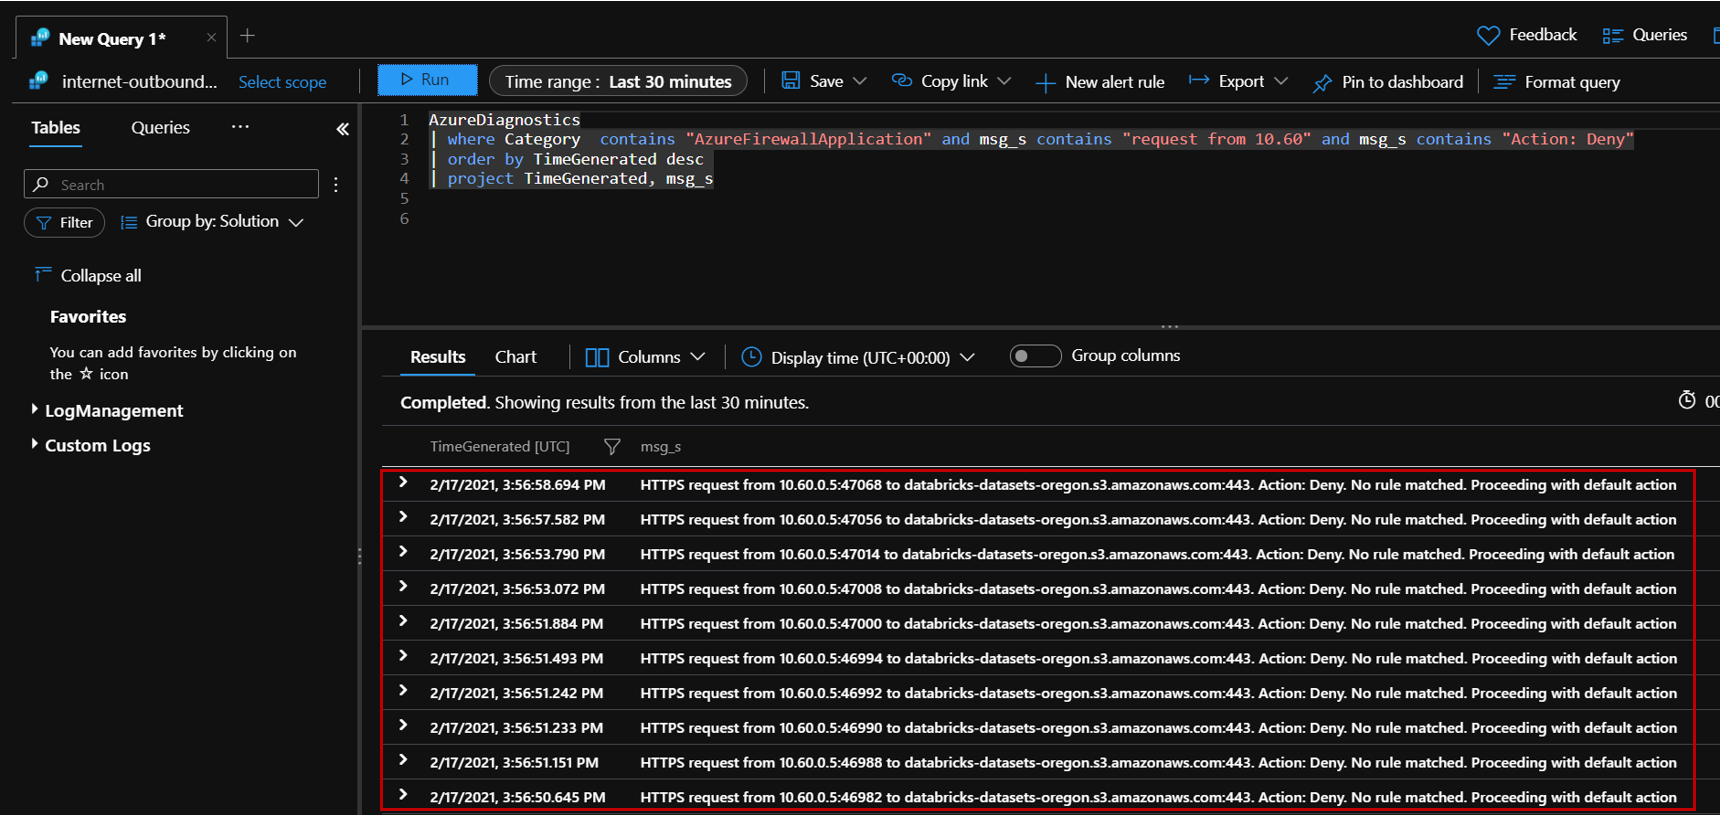 New Query 1*
Feedback
Queries
internet-outbound... Select scope
Run
Time range : Last 30 minutes
Save
Copy link
New alert rule
Export
Pin to dashboard
Format query
Tables
Queries
...
Search
Filter
Group by: Solution
Collapse all
Favorites
You can add favorites by clicking on
the ☆ icon
LogManagement
Custom Logs
1 AzureDiagnostics
2 | where Category  contains "AzureFirewallApplication" and msg_s contains "request from 10.60" and msg_s contains "Action: Deny"
3 | order by TimeGenerated desc
4 | project TimeGenerated, msg_s
5
6
Results
Chart
Columns
Display time (UTC+00:00)
Group columns
Completed. Showing results from the last 30 minutes.
TimeGenerated [UTC] msg_s
2/17/2021, 3:56:58.694 PM HTTPS request from 10.60.0.5:47068 to databricks-datasets-oregon.s3.amazonaws.com:443. Action: Deny. No rule matched. Proceeding with default action
2/17/2021, 3:56:57.582 PM HTTPS request from 10.60.0.5:47056 to databricks-datasets-oregon.s3.amazonaws.com:443. Action: Deny. No rule matched. Proceeding with default action
2/17/2021, 3:56:53.790 PM HTTPS request from 10.60.0.5:47014 to databricks-datasets-oregon.s3.amazonaws.com:443. Action: Deny. No rule matched. Proceeding with default action
2/17/2021, 3:56:53.072 PM HTTPS request from 10.60.0.5:47008 to databricks-datasets-oregon.s3.amazonaws.com:443. Action: Deny. No rule matched. Proceeding with default action
2/17/2021, 3:56:51.884 PM HTTPS request from 10.60.0.5:47000 to databricks-datasets-oregon.s3.amazonaws.com:443. Action: Deny. No rule matched. Proceeding with default action
2/17/2021, 3:56:51.493 PM HTTPS request from 10.60.0.5:46994 to databricks-datasets-oregon.s3.amazonaws.com:443. Action: Deny. No rule matched. Proceeding with default action
2/17/2021, 3:56:51.242 PM HTTPS request from 10.60.0.5:46992 to databricks-datasets-oregon.s3.amazonaws.com:443. Action: Deny. No rule matched. Proceeding with default action
2/17/2021, 3:56:51.233 PM HTTPS request from 10.60.0.5:46990 to databricks-datasets-oregon.s3.amazonaws.com:443. Action: Deny. No rule matched. Proceeding with default action
2/17/2021, 3:56:51.151 PM HTTPS request from 10.60.0.5:46988 to databricks-datasets-oregon.s3.amazonaws.com:443. Action: Deny. No rule matched. Proceeding with default action
2/17/2021, 3:56:50.645 PM HTTPS request from 10.60.0.5:46982 to databricks-datasets-oregon.s3.amazonaws.com:443. Action: Deny. No rule matched. Proceeding with default action